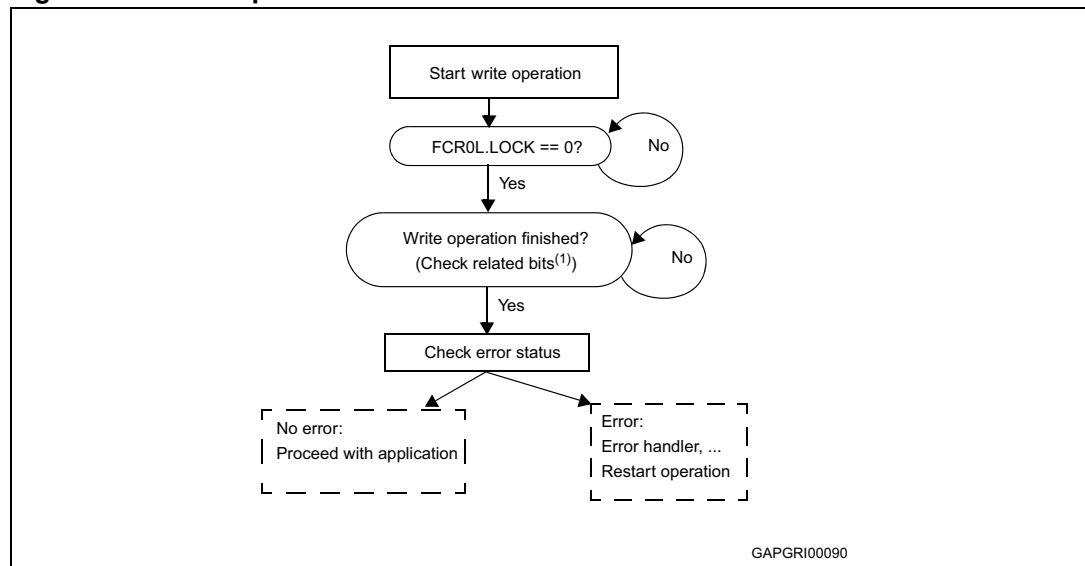 Start write operation
FCR0L.LOCK == 0?
No
Yes
Write operation finished?
(Check related bits(1))
No
Yes
Check error status
No error:
Proceed with application
Error:
Error handler, ...
Restart operation
GAPGRI00090